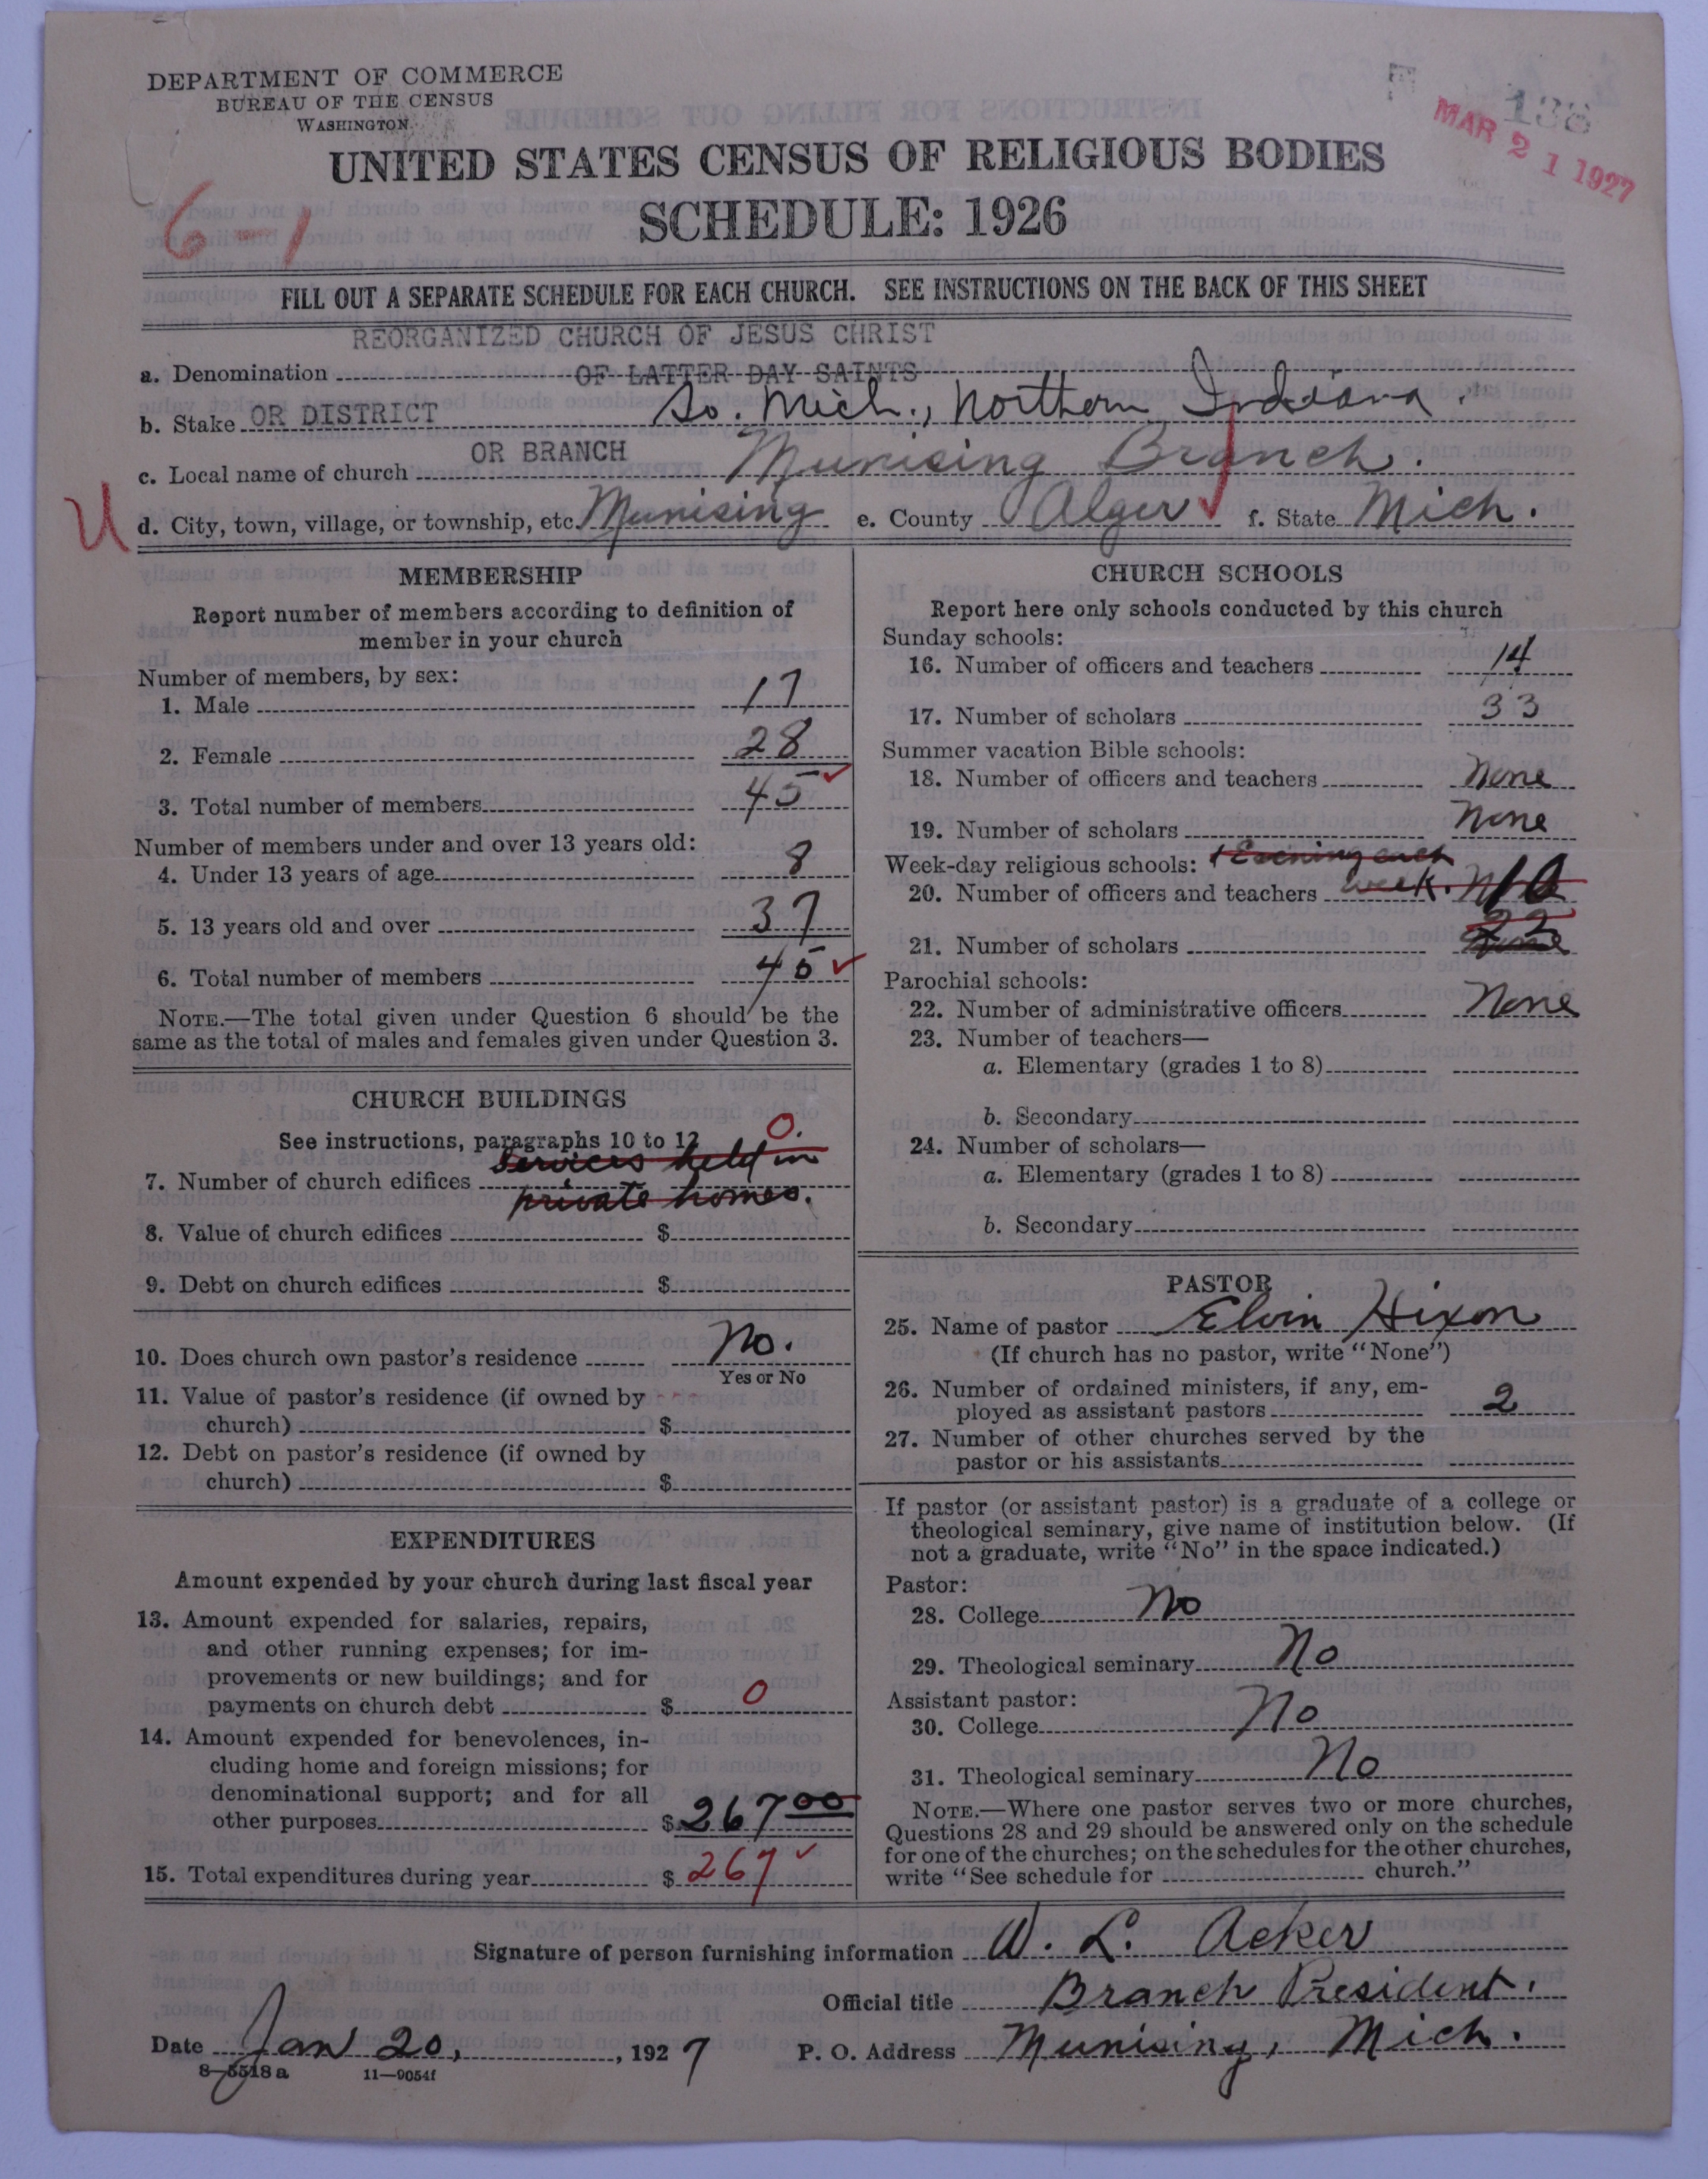 DEPARTMENT OF COMMERCE
BUREAU OF THE CENSUS
WASHINGTON
136
MAR 21 1927
UNITED STATES CENSUS OF RELIGIOUS BODIES
SCHEDULE: 1926
6-1
FILL OUT A SEPARATE SCHEDULE FOR EACH CHURCH. SEE INSTRUCTIONS ON THE BACK OF THIS SHEET
REORGANIZED CHURCH OF JESUS CHRIST
a. Denomination OF LATTER DAY SAINTS
b. Stake OR DISTRICT So. Mich., Northern Indiana.
OR BRANCH
c. Local name of church Munising Branch.
U
d. City, town, village, or township, etc. Munising e. County Alger f. State Mich.
MEMBERSHIP
Report number of members according to definition of
member in your church
Number of members, by sex:
1. Male 17
2. Female 28
3. Total number of members 45
Number of members under and over 13 years old:
4. Under 13 years of age 8
5. 13 years old and over 37
6. Total number of members 45
NOTE.—The total given under Question 6 should be the
same as the total of males and females given under Question 3.
CHURCH BUILDINGS
See instructions, paragraphs 10 to 12 0.
Services held in
7. Number of church edifices
private homes.
8. Value of church edifices $
9. Debt on church edifices $
10. Does church own pastor's residence No.
Yes or No
11. Value of pastor's residence (if owned by
church) $
12. Debt on pastor's residence (if owned by
church) $
EXPENDITURES
Amount expended by your church during last fiscal year
13. Amount expended for salaries, repairs,
and other running expenses; for im-
provements or new buildings; and for
payments on church debt $ 0
14. Amount expended for benevolences, in-
cluding home and foreign missions; for
denominational support; and for all
other purposes $ 267 00
15. Total expenditures during year $ 267
CHURCH SCHOOLS
Report here only schools conducted by this church
Sunday schools:
16. Number of officers and teachers 14
17. Number of scholars 33
Summer vacation Bible schools:
18. Number of officers and teachers None
19. Number of scholars None
Week-day religious schools: 1 Evening each
20. Number of officers and teachers week. 10
21. Number of scholars 22
Parochial schools:
22. Number of administrative officers None
23. Number of teachers—
a. Elementary (grades 1 to 8)
b. Secondary
24. Number of scholars—
a. Elementary (grades 1 to 8)
b. Secondary
PASTOR
25. Name of pastor Elvin Hixon
(If church has no pastor, write "None")
26. Number of ordained ministers, if any, em-
ployed as assistant pastors 2
27. Number of other churches served by the
pastor or his assistants
If pastor (or assistant pastor) is a graduate of a college or
theological seminary, give name of institution below. (If
not a graduate, write "No" in the space indicated.)
Pastor:
28. College No
29. Theological seminary No
Assistant pastor:
30. College No
31. Theological seminary No
NOTE.—Where one pastor serves two or more churches,
Questions 28 and 29 should be answered only on the schedule
for one of the churches; on the schedules for the other churches,
write "See schedule for church."
Signature of person furnishing information W. L. Acker
Official title Branch President.
Date Jan 20, 1927 P. O. Address Munising, Mich.
8-5518 a 11-9054f